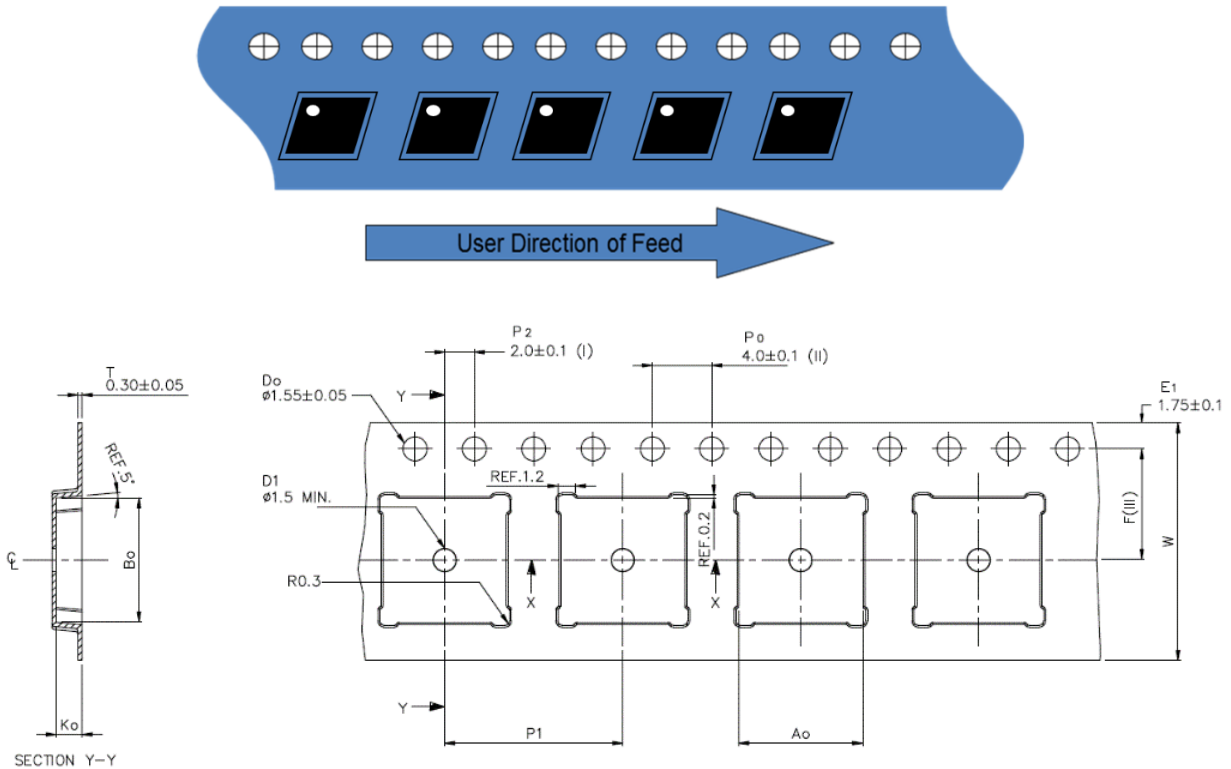 User Direction of Feed
P2
2.0±0.1 (I)
Po
4.0±0.1 (II)
T
0.30±0.05
Do
ø1.55±0.05
Y
E1
1.75±0.1
REF.5°
REF.1.2
D1
ø1.5 MIN.
REF.0.2
F(III)
W
℄
Bo
R0.3
X
X
Y
Ko
P1
Ao
SECTION Y-Y